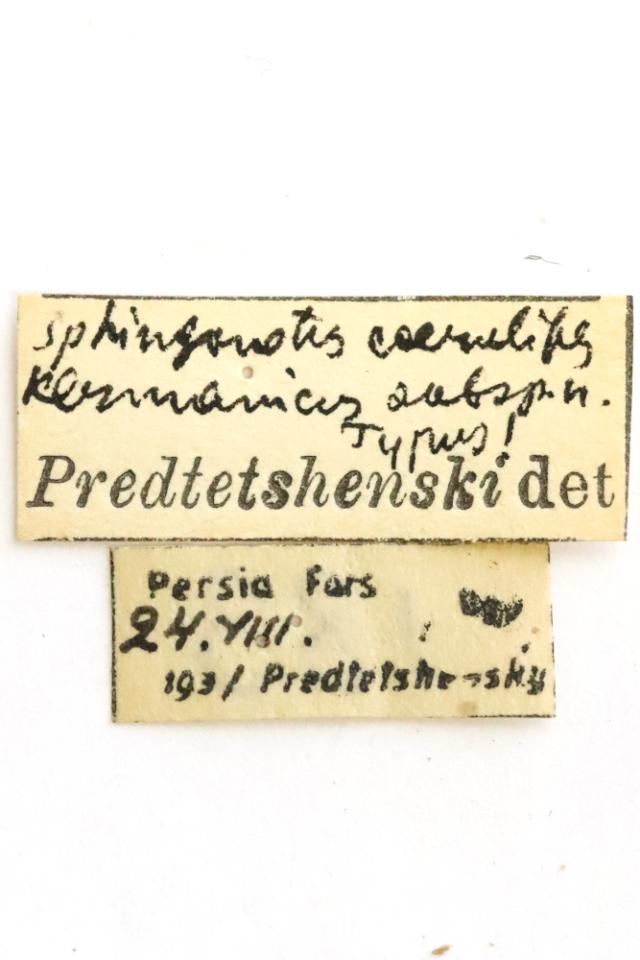 sphingonotus coerulipes
Kermanicus subsp. n.
Typus!
Predtetshenski det
Persia Fars
24.VIII.
1931 Predtetshensky